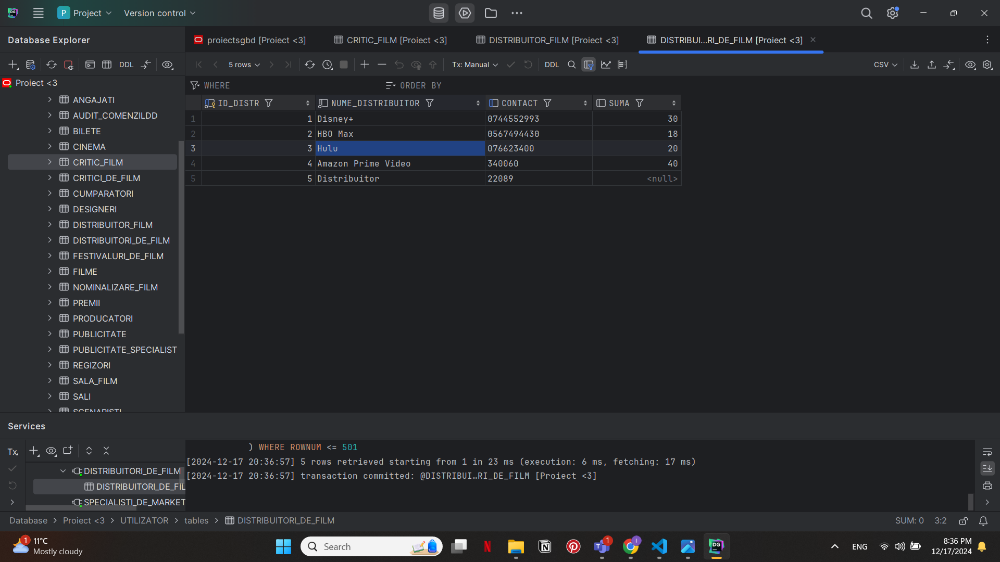 DG
P Project
Version control
Database Explorer
proiectsgbd [Proiect <3]
CRITIC_FILM [Proiect <3]
DISTRIBUITOR_FILM [Proiect <3]
DISTRIBUI...RI_DE_FILM [Proiect <3]
DDL
5 rows
Tx: Manual
DDL
CSV
Proiect <3
ANGAJATI
AUDIT_COMENZILDD
BILETE
CINEMA
CRITIC_FILM
CRITICI_DE_FILM
CUMPARATORI
DESIGNERI
DISTRIBUITOR_FILM
DISTRIBUITORI_DE_FILM
FESTIVALURI_DE_FILM
FILME
NOMINALIZARE_FILM
PREMII
PRODUCATORI
PUBLICITATE
PUBLICITATE_SPECIALIST
REGIZORI
SALA_FILM
SALI
SCENARISTI
WHERE
ORDER BY
ID_DISTR NUME_DISTRIBUITOR CONTACT SUMA
1 1 Disney+ 0744552993 30
2 2 HBO Max 0567494430 18
3 3 Hulu 076623400 20
4 4 Amazon Prime Video 340060 40
5 5 Distribuitor 22089 <null>
Services
Tx
DISTRIBUITORI_DE_FILM
DISTRIBUITORI_DE_FIL
SPECIALISTI_DE_MARKET
) WHERE ROWNUM <= 501
[2024-12-17 20:36:57] 5 rows retrieved starting from 1 in 23 ms (execution: 6 ms, fetching: 17 ms)
[2024-12-17 20:36:57] transaction committed: @DISTRIBUI...RI_DE_FILM [Proiect <3]
Database > Proiect <3 > UTILIZATOR > tables > DISTRIBUITORI_DE_FILM
SUM: 0
3:2
1
11°C
Mostly cloudy
Search
N
N
T
1
I
DG
ENG
8:36 PM
12/17/2024